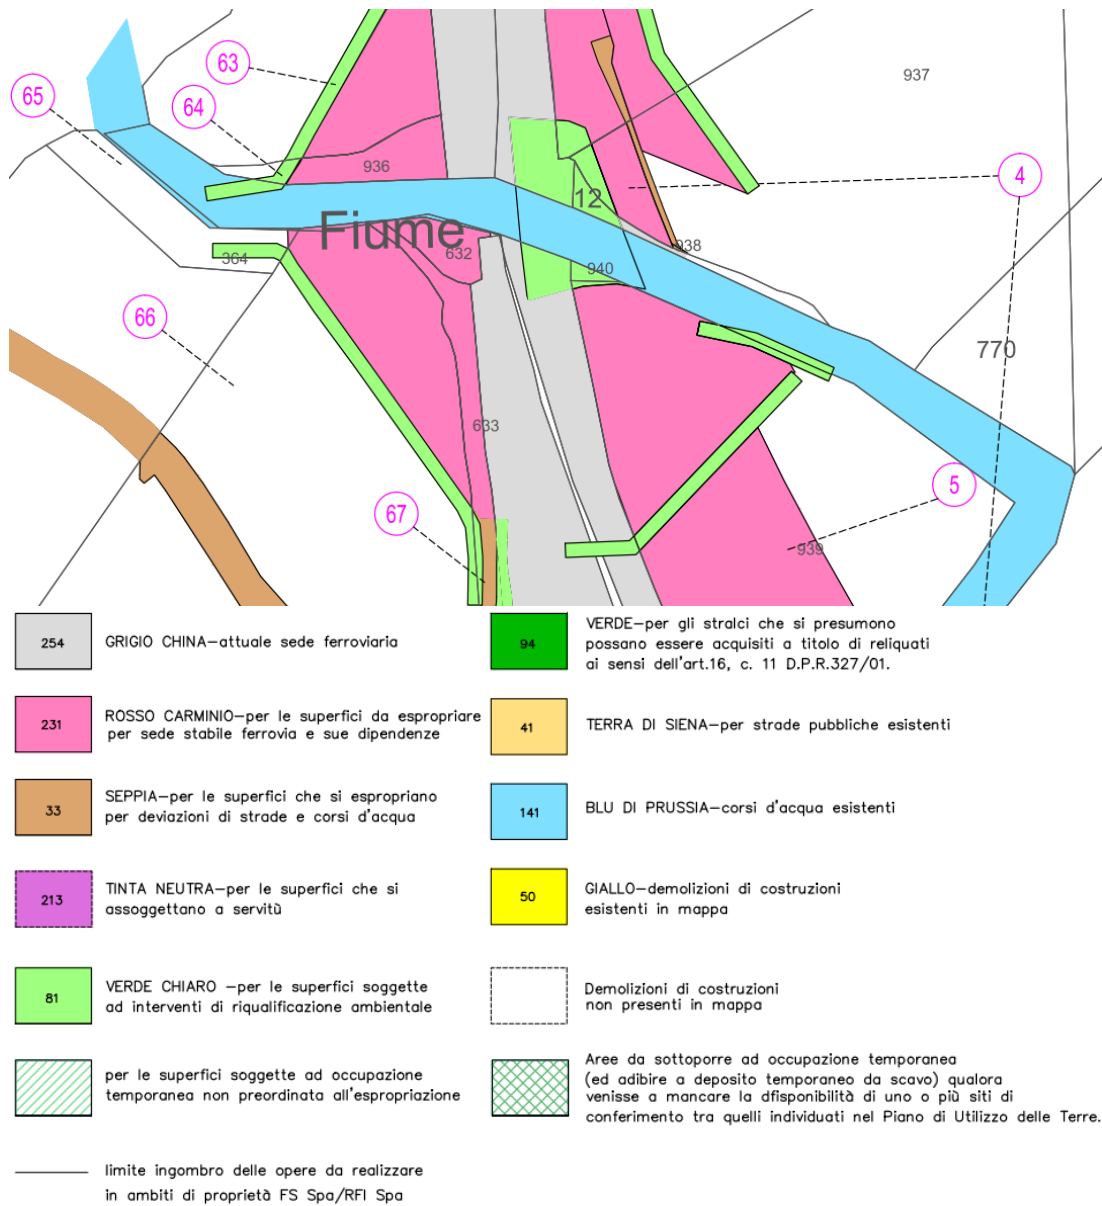 63
937
65
64
936
4
12
Fiume
938
364
632
940
66
770
633
5
67
939
254
GRIGIO CHINA–attuale sede ferroviaria
94
VERDE–per gli stralci che si presumono
possano essere acquisiti a titolo di reliquati
ai sensi dell'art.16, c. 11 D.P.R.327/01.
231
ROSSO CARMINIO–per le superfici da espropriare
per sede stabile ferrovia e sue dipendenze
41
TERRA DI SIENA–per strade pubbliche esistenti
33
SEPPIA–per le superfici che si espropriano
per deviazioni di strade e corsi d'acqua
141
BLU DI PRUSSIA–corsi d'acqua esistenti
213
TINTA NEUTRA–per le superfici che si
assoggettano a servitù
50
GIALLO–demolizioni di costruzioni
esistenti in mappa
81
VERDE CHIARO –per le superfici soggette
ad interventi di riqualificazione ambientale
Demolizioni di costruzioni
non presenti in mappa
per le superfici soggette ad occupazione
temporanea non preordinata all'espropriazione
Aree da sottoporre ad occupazione temporanea
(ed adibire a deposito temporaneo da scavo) qualora
venisse a mancare la dfisponibilità di uno o più siti di
conferimento tra quelli individuati nel Piano di Utilizzo delle Terre.
limite ingombro delle opere da realizzare
in ambiti di proprietà FS Spa/RFI Spa